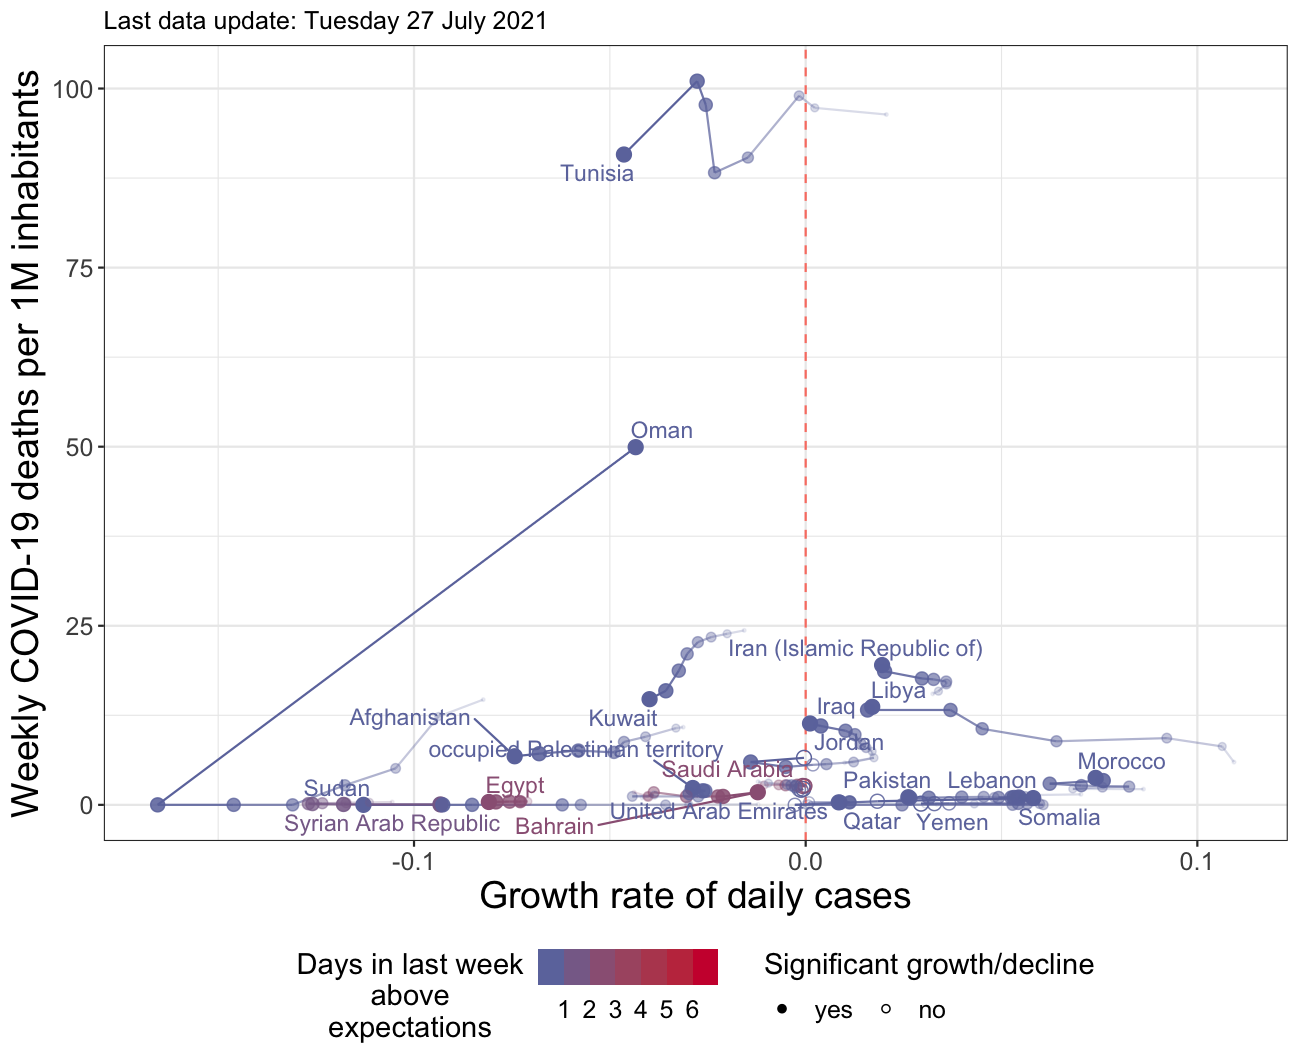 Last data update: Tuesday 27 July 2021
Weekly COVID-19 deaths per 1M inhabitants
100
75
50
25
0
Tunisia
Oman
Iran (Islamic Republic of)
Libya
Iraq
Kuwait
Afghanistan
occupied Palestinian territory
Jordan
Saudi Arabia
Morocco
Pakistan
Lebanon
Sudan
Egypt
United Arab Emirates
Syrian Arab Republic
Bahrain
Qatar
Yemen
Somalia
-0.1
0.0
0.1
Growth rate of daily cases
Days in last week
above
expectations
1 2 3 4 5 6
Significant growth/decline
yes
no